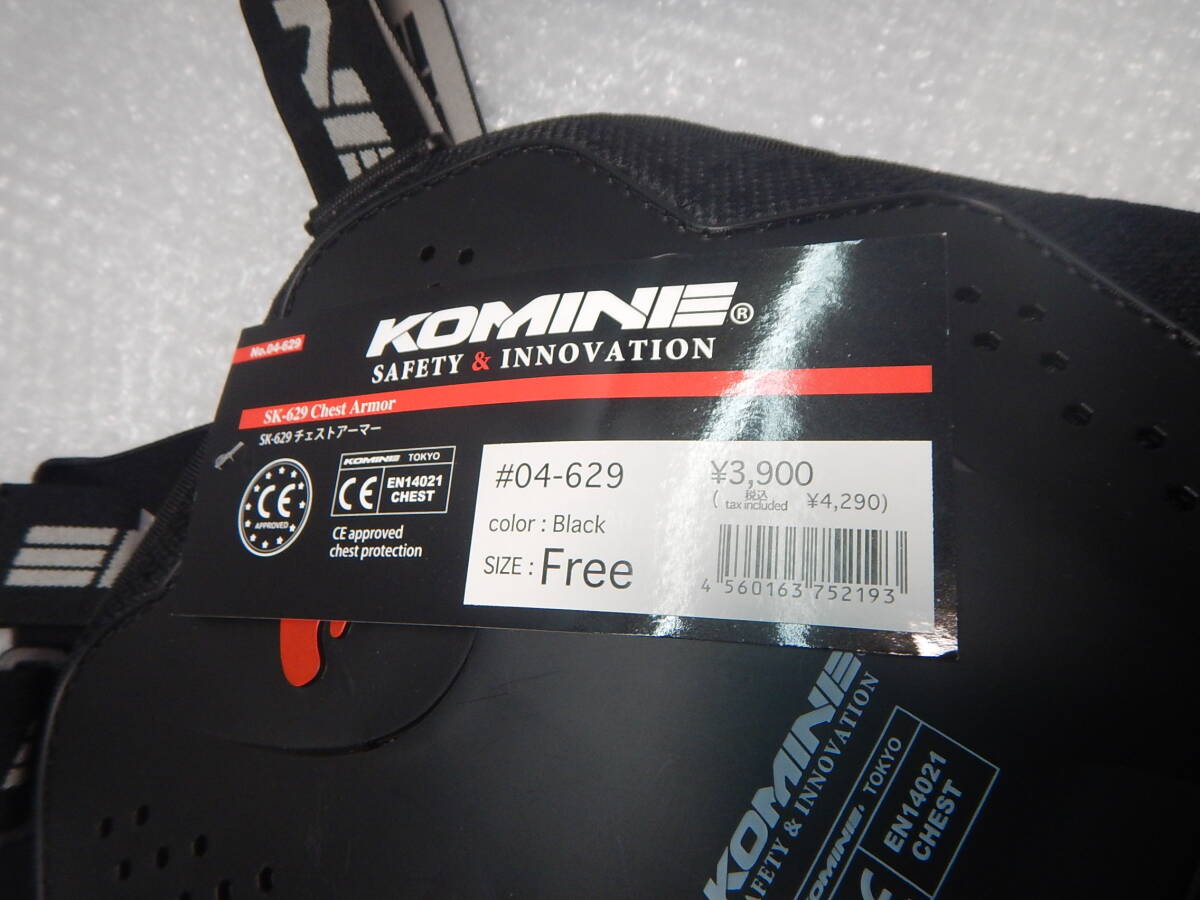 No.04-629
KOMINE®
SAFETY & INNOVATION
SK-629 Chest Armor
SK-629 チェストアーマー
CE
APPROVED
KOMINE TOKYO
CE
EN14021
CHEST
CE approved
chest protection
#04-629
¥3,900
税込
( tax included ¥4,290)
color : Black
SIZE : Free
4 560163 752193
KOMINE
SAFETY & INNOVATION
KOMINE TOKYO
EN14021
CHEST